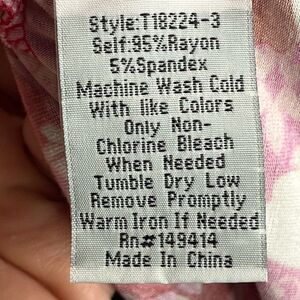 Style:T18224-3
Self:95%Rayon
5%Spandex
Machine Wash Cold
With like Colors
Only Non-
Chlorine Bleach
When Needed
Tumble Dry Low
Remove Promptly
Warm Iron If Needed
Rn#149414
Made In China